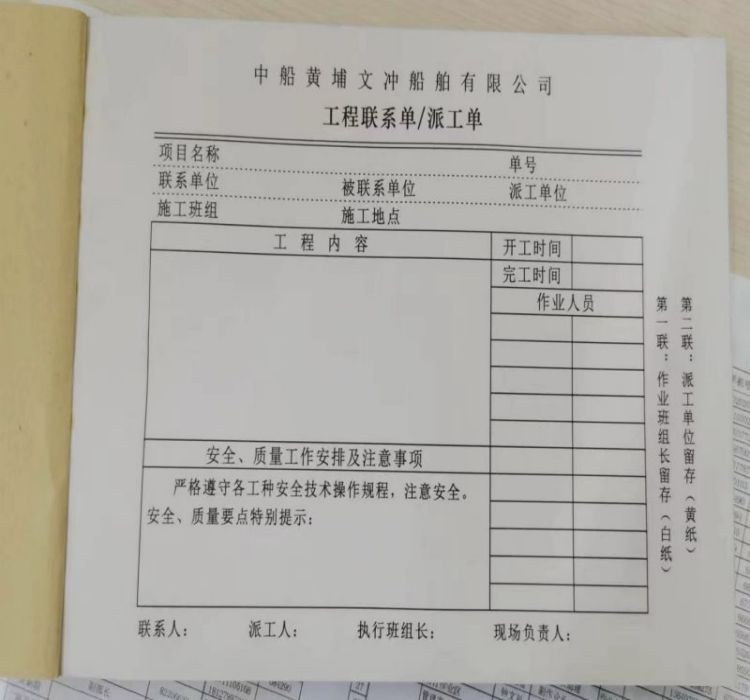 中船黄埔文冲船舶有限公司
工程联系单/派工单
项目名称 单号
联系单位 被联系单位 派工单位
施工班组 施工地点
工程内容 开工时间
完工时间
作业人员
安全、质量工作安排及注意事项
严格遵守各工种安全技术操作规程，注意安全。
安全、质量要点特别提示：
联系人： 派工人： 执行班组长： 现场负责人：
第二联：派工单位留存（黄纸）
第一联：作业班组长留存（白纸）